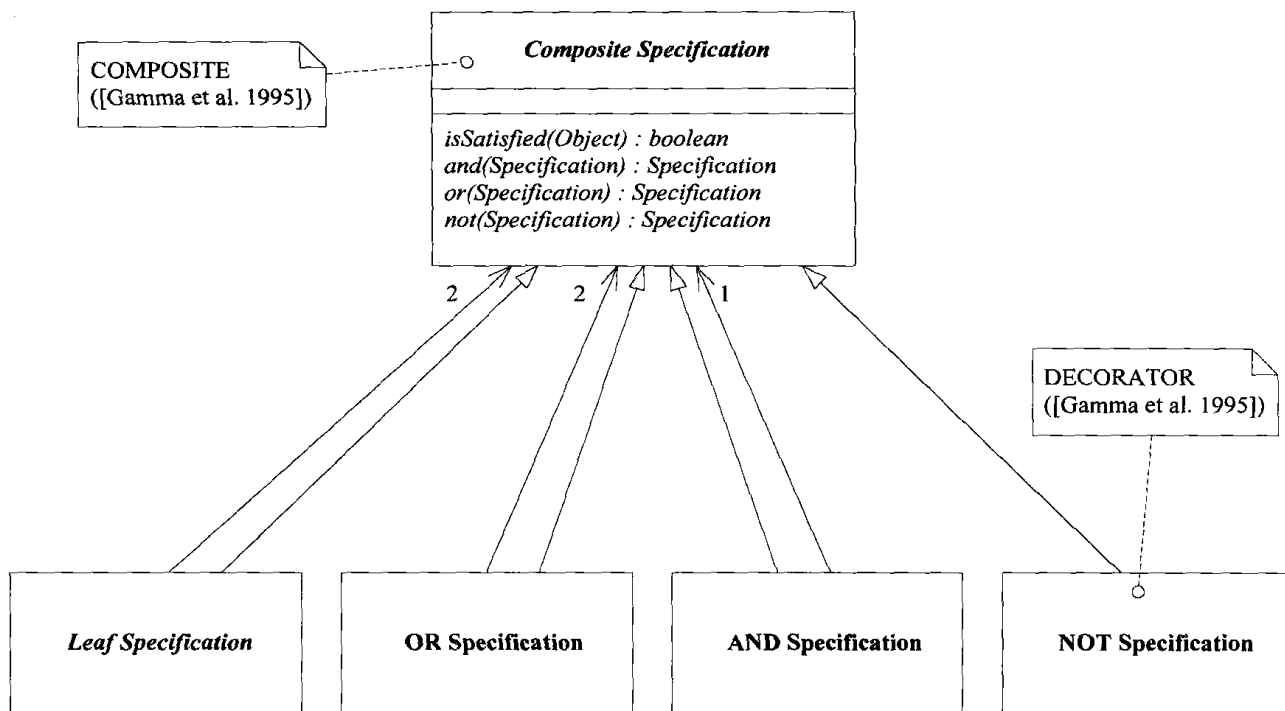 Composite Specification
COMPOSITE
([Gamma et al. 1995])
isSatisfied(Object) : boolean
and(Specification) : Specification
or(Specification) : Specification
not(Specification) : Specification
2
2
1
DECORATOR
([Gamma et al. 1995])
Leaf Specification
OR Specification
AND Specification
NOT Specification